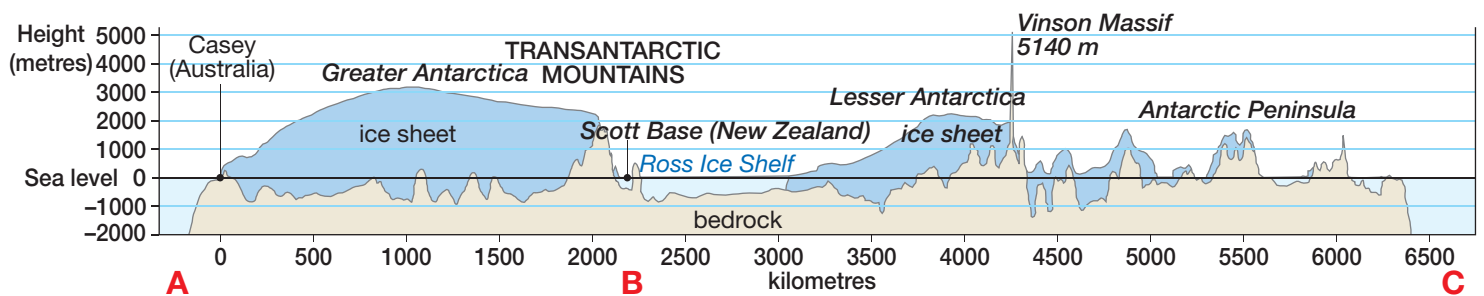 Height
(metres)
5000
4000
3000
2000
1000
Sea level 0
–1000
–2000
Casey
(Australia)
Greater Antarctica
TRANSANTARCTIC
MOUNTAINS
ice sheet
Scott Base (New Zealand)
Ross Ice Shelf
Lesser Antarctica
ice sheet
Vinson Massif
5140 m
Antarctic Peninsula
bedrock
0 500 1000 1500 2000 2500 3000 3500 4000 4500 5000 5500 6000 6500
kilometres
A B C